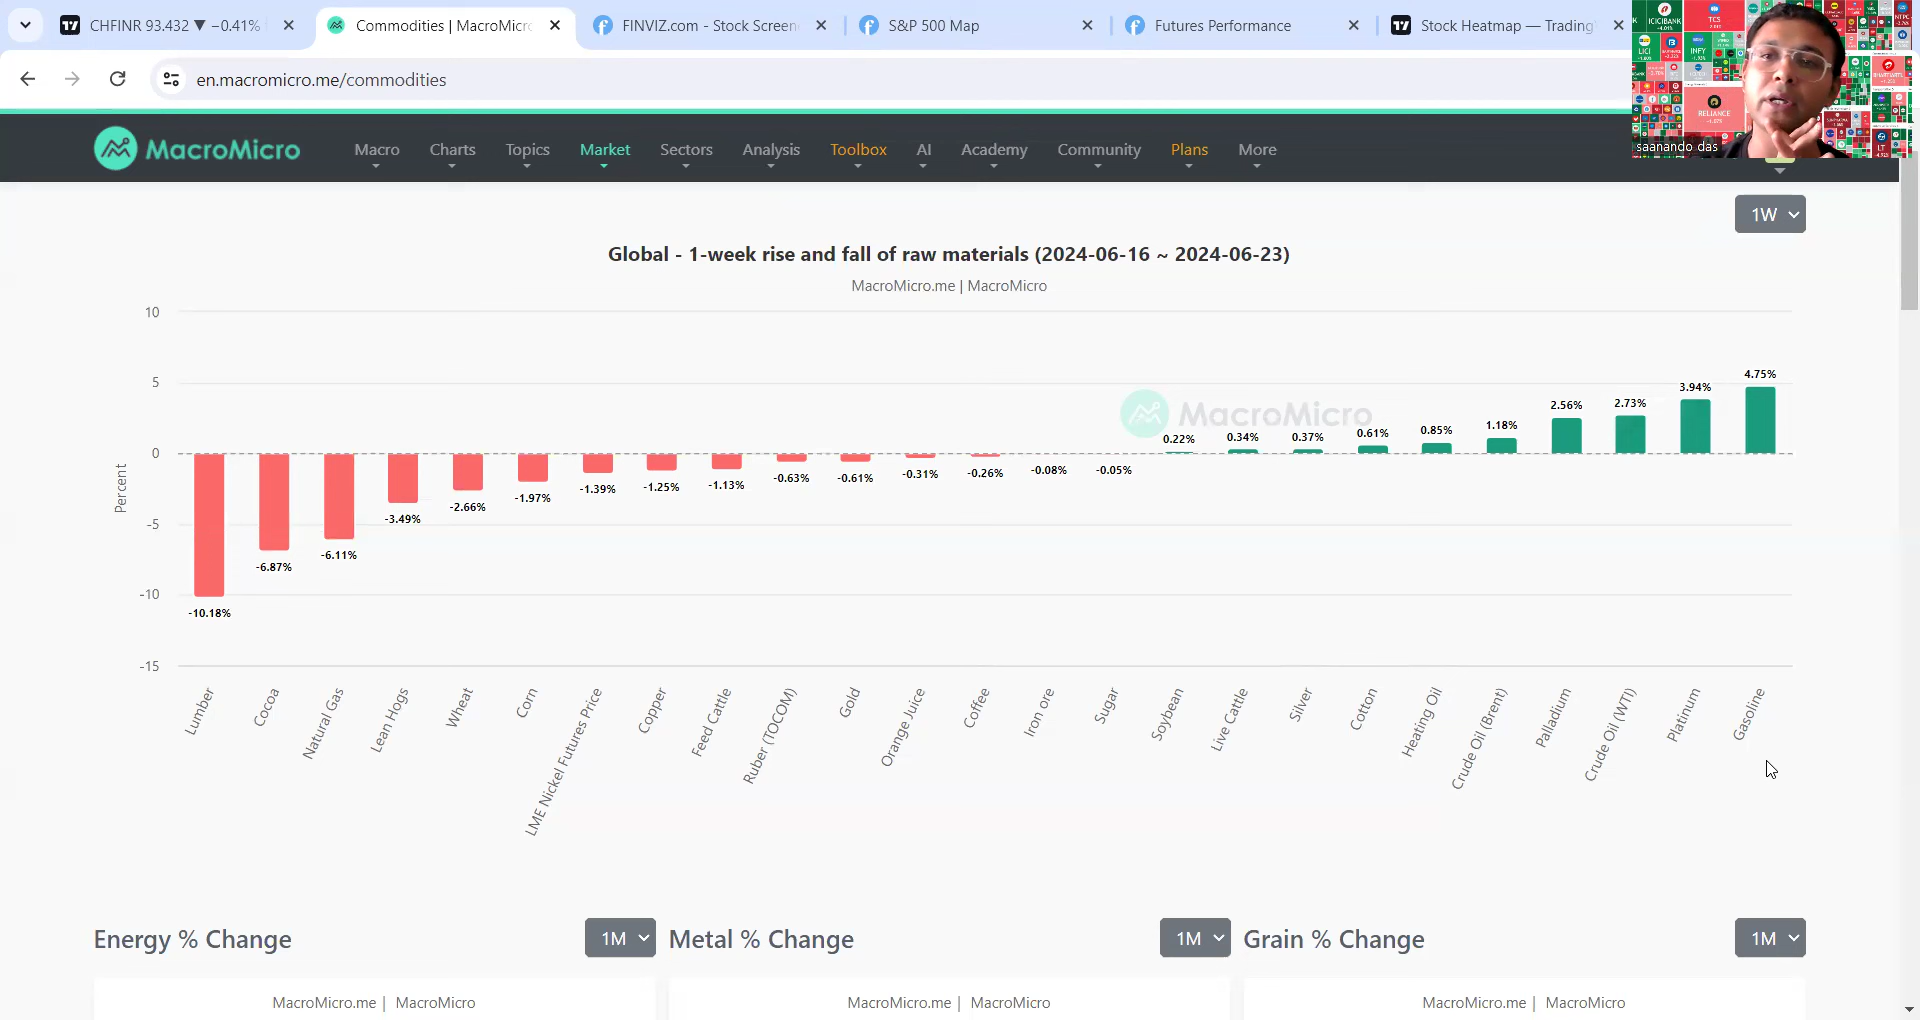 CHFINR 93.432 ▼ −0.41%
Commodities | MacroMicro
FINVIZ.com - Stock Screen
S&P 500 Map
Futures Performance
Stock Heatmap — Trading
en.macromicro.me/commodities
MacroMicro
Macro
Charts
Topics
Market
Sectors
Analysis
Toolbox
AI
Academy
Community
Plans
More
ICICIBANK
TCS
LICI
INFY
RELIANCE
BHARTIARTL
LT
saanando das
1W
Global - 1-week rise and fall of raw materials (2024-06-16 ~ 2024-06-23)
MacroMicro.me | MacroMicro
10
5
0
-5
-10
-15
Percent
MacroMicro
-10.18%
-6.87%
-6.11%
-3.49%
-2.66%
-1.97%
-1.39%
-1.25%
-1.13%
-0.63%
-0.61%
-0.31%
-0.26%
-0.08%
-0.05%
0.22%
0.34%
0.37%
0.61%
0.85%
1.18%
2.56%
2.73%
3.94%
4.75%
Lumber
Cocoa
Natural Gas
Lean Hogs
Wheat
Corn
LME Nickel Futures Price
Copper
Feed Cattle
Ruber (TOCOM)
Gold
Orange Juice
Coffee
Iron ore
Sugar
Soybean
Live Cattle
Silver
Cotton
Heating Oil
Crude Oil (Brent)
Palladium
Crude Oil (WTI)
Platinum
Gasoline
Energy % Change
1M
Metal % Change
1M
Grain % Change
1M
MacroMicro.me | MacroMicro
MacroMicro.me | MacroMicro
MacroMicro.me | MacroMicro